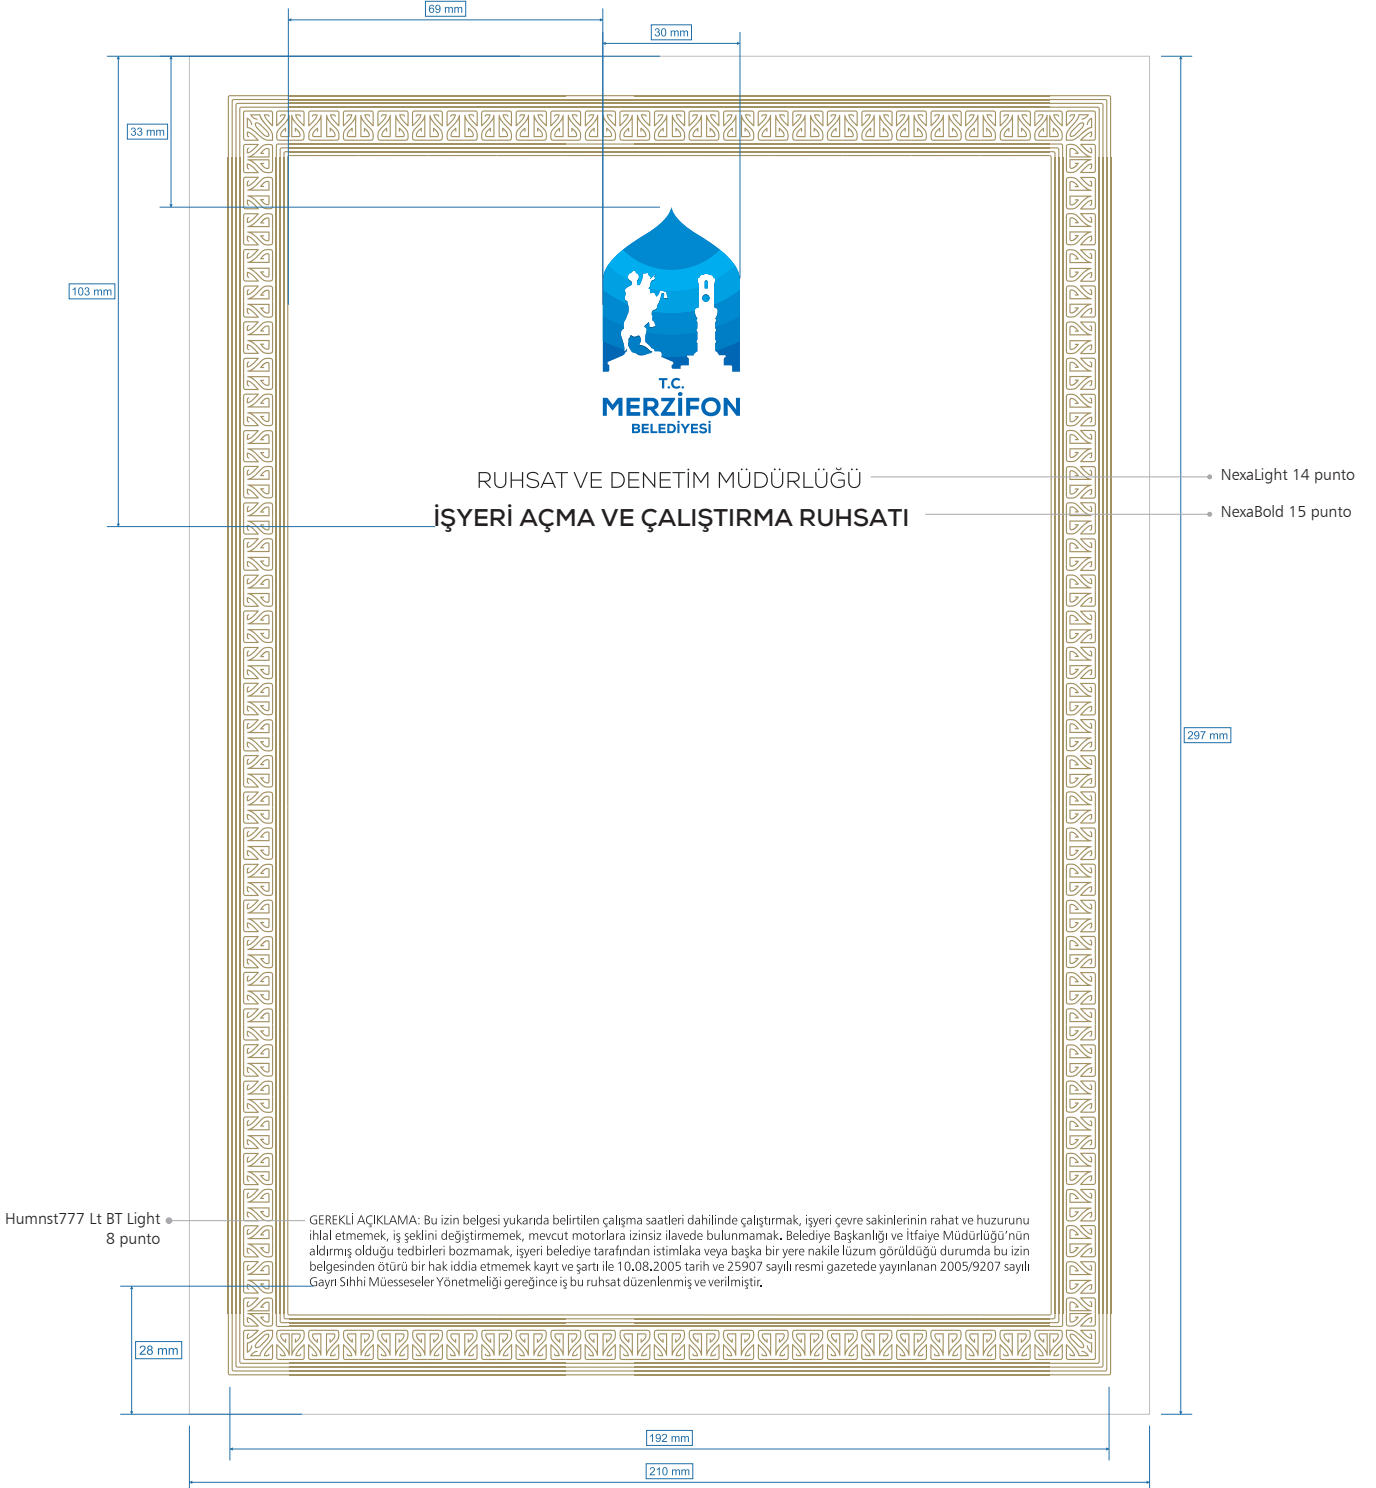 69 mm
30 mm
33 mm
103 mm
T.C.
MERZİFON
BELEDİYESİ
RUHSAT VE DENETİM MÜDÜRLÜĞÜ
NexaLight 14 punto
İŞYERİ AÇMA VE ÇALIŞTIRMA RUHSATI
NexaBold 15 punto
297 mm
Humnst777 Lt BT Light
8 punto
GEREKLİ AÇIKLAMA: Bu izin belgesi yukarıda belirtilen çalışma saatleri dahilinde çalıştırmak, işyeri çevre sakinlerinin rahat ve huzurunu
ihlal etmemek, iş şeklini değiştirmemek, mevcut motorlara izinsiz ilavede bulunmamak. Belediye Başkanlığı ve İtfaiye Müdürlüğü'nün
aldırmış olduğu tedbirleri bozmamak, işyeri belediye tarafından istimlaka veya başka bir yere nakile lüzum görüldüğü durumda bu izin
belgesinden ötürü bir hak iddia etmemek kayıt ve şartı ile 10.08.2005 tarih ve 25907 sayılı resmi gazetede yayınlanan 2005/9207 sayılı
Gayrı Sıhhi Müesseseler Yönetmeliği gereğince iş bu ruhsat düzenlenmiş ve verilmiştir.
28 mm
192 mm
210 mm